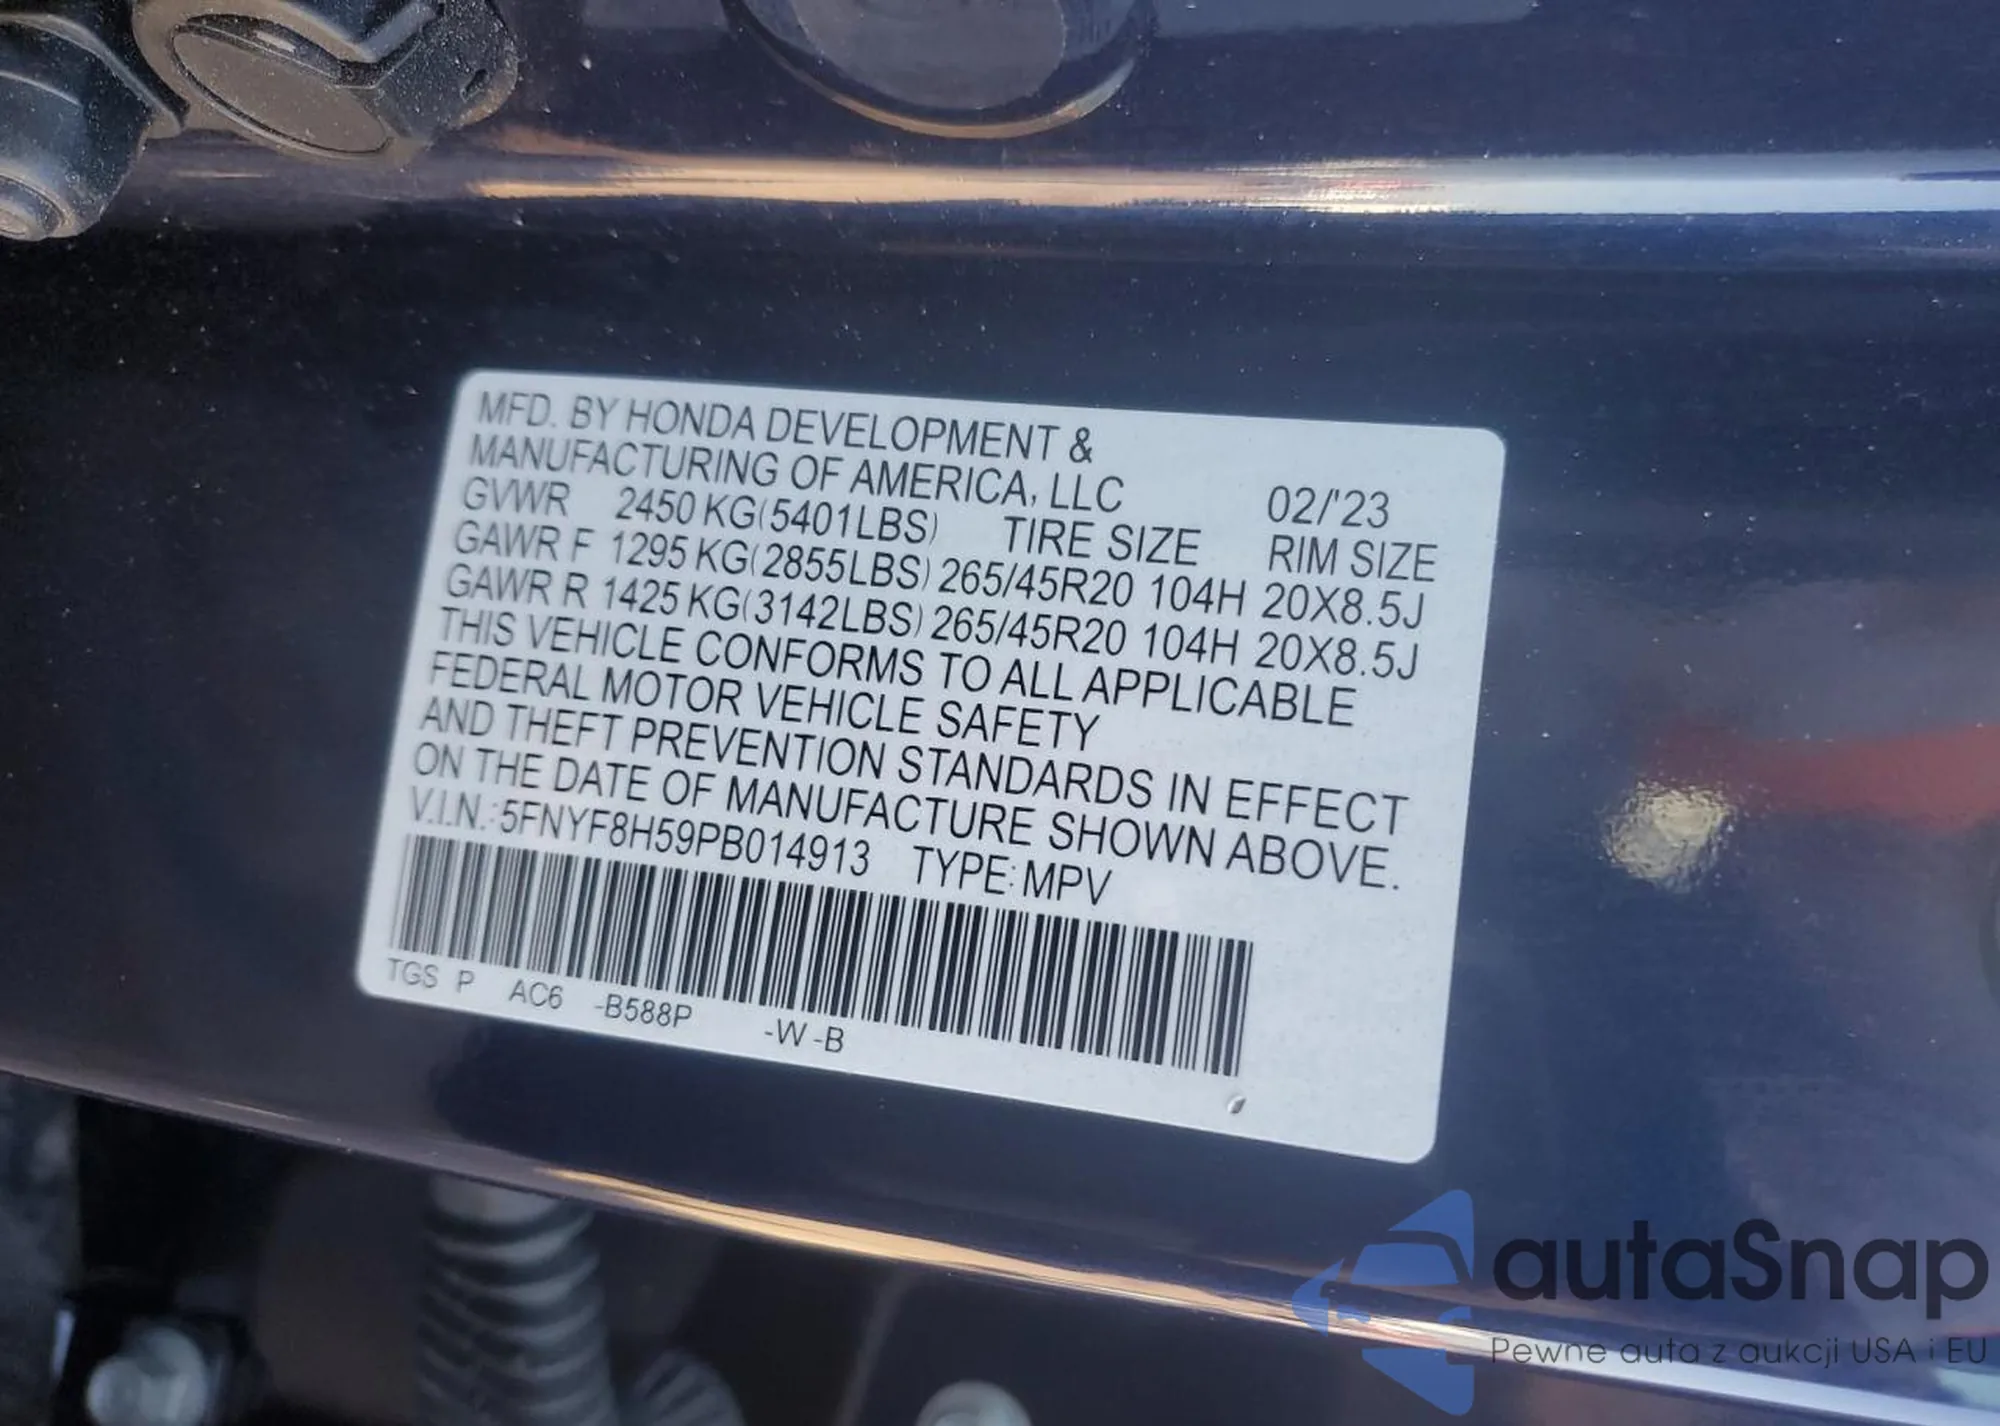 MFD. BY HONDA DEVELOPMENT &
MANUFACTURING OF AMERICA, LLC 02/'23
GVWR 2450 KG(5401LBS) TIRE SIZE RIM SIZE
GAWR F 1295 KG(2855LBS) 265/45R20 104H 20X8.5J
GAWR R 1425 KG(3142LBS) 265/45R20 104H 20X8.5J
THIS VEHICLE CONFORMS TO ALL APPLICABLE
FEDERAL MOTOR VEHICLE SAFETY
AND THEFT PREVENTION STANDARDS IN EFFECT
ON THE DATE OF MANUFACTURE SHOWN ABOVE.
V.I.N.: 5FNYF8H59PB014913 TYPE: MPV
TGS P AC6 -B588P -W -B
autaSnap
Pewne auta z aukcji USA i EU